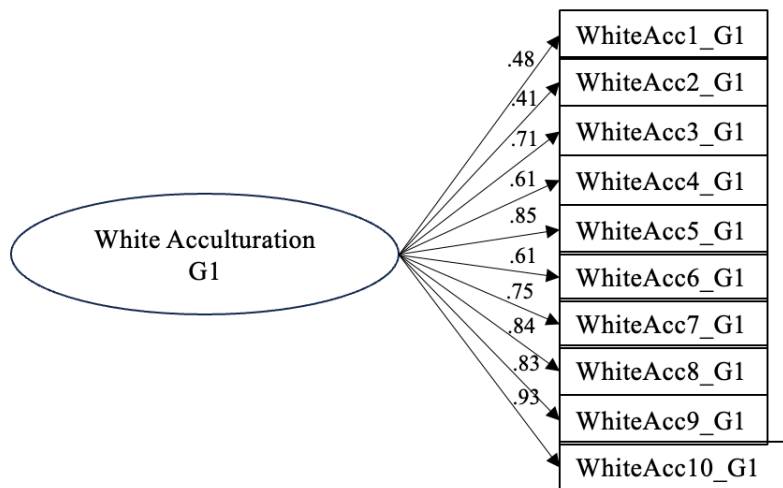 WhiteAcc1_G1
.48
WhiteAcc2_G1
.41
WhiteAcc3_G1
.71
WhiteAcc4_G1
.61
WhiteAcc5_G1
.85
White Acculturation
G1
.61
WhiteAcc6_G1
.75
WhiteAcc7_G1
.84
WhiteAcc8_G1
.83
WhiteAcc9_G1
.93
WhiteAcc10_G1